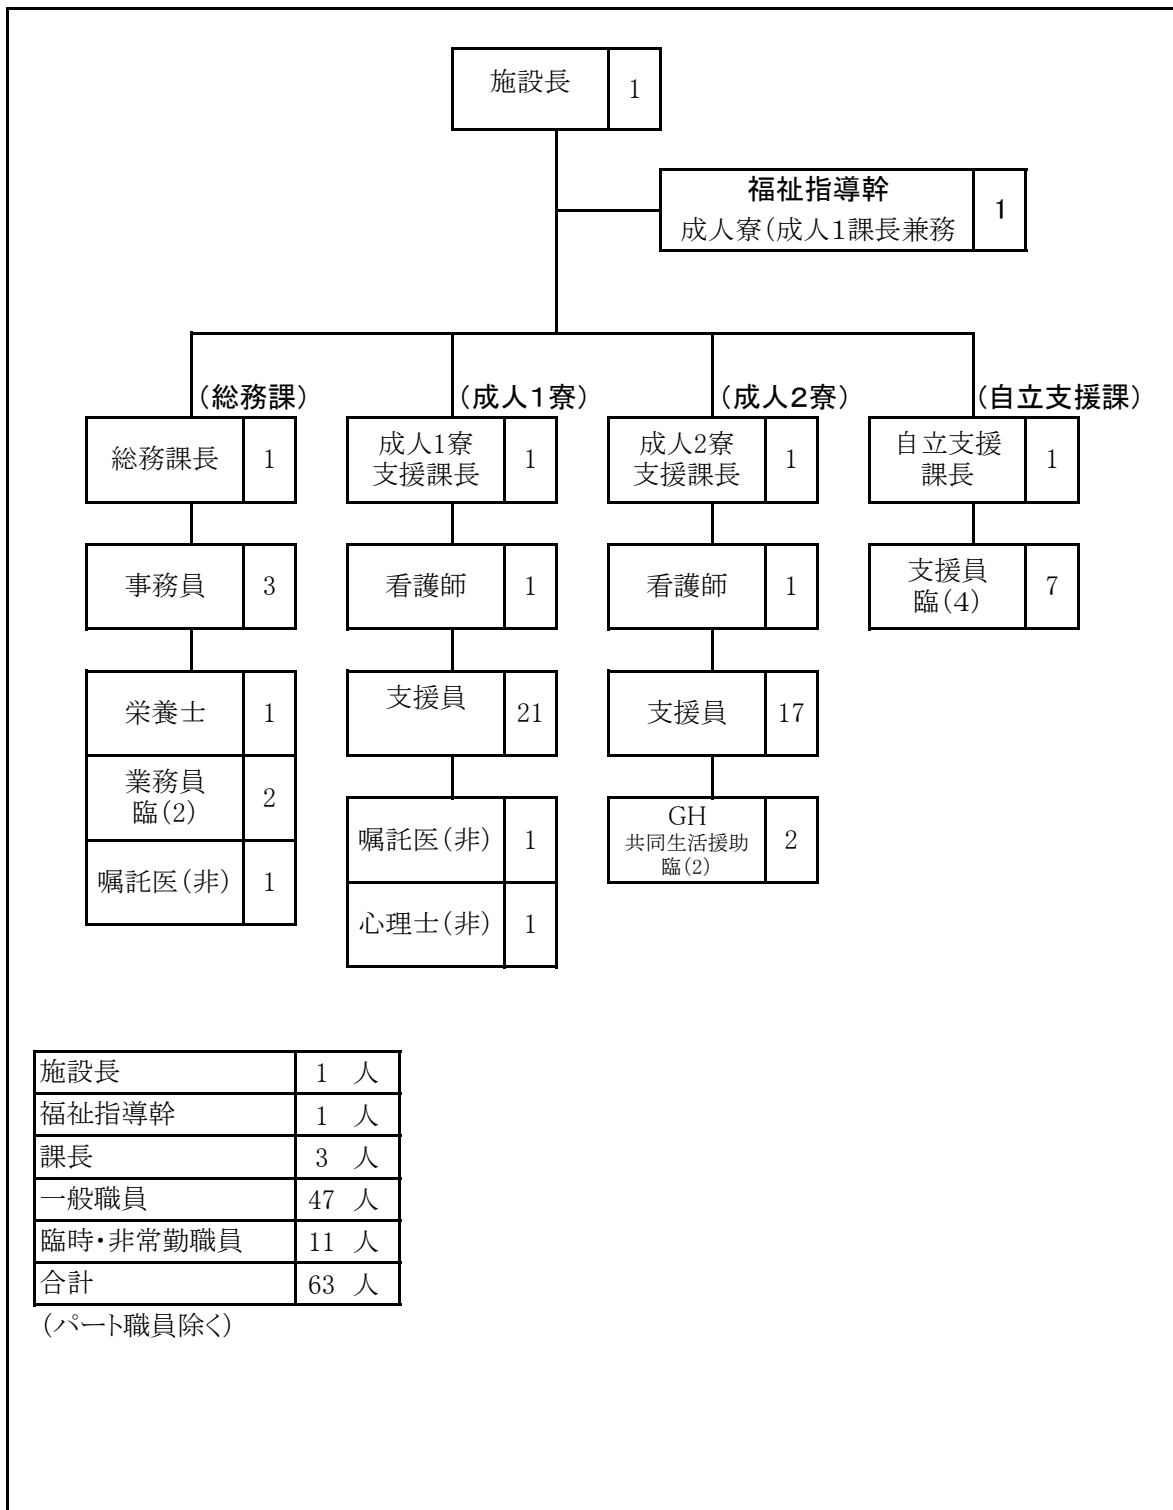 施設長 1
福祉指導幹 1
成人寮(成人1課長兼務
(総務課) (成人1寮) (成人2寮) (自立支援課)
総務課長 1
成人1寮
支援課長 1
成人2寮
支援課長 1
自立支援
課長 1
事務員 3
看護師 1
看護師 1
支援員
臨(4) 7
栄養士 1
支援員 21
支援員 17
業務員
臨(2) 2
嘱託医(非) 1
GH
共同生活援助
臨(2) 2
嘱託医(非) 1
心理士(非) 1
施設長 1 人
福祉指導幹 1 人
課長 3 人
一般職員 47 人
臨時・非常勤職員 11 人
合計 63 人
(パート職員除く)